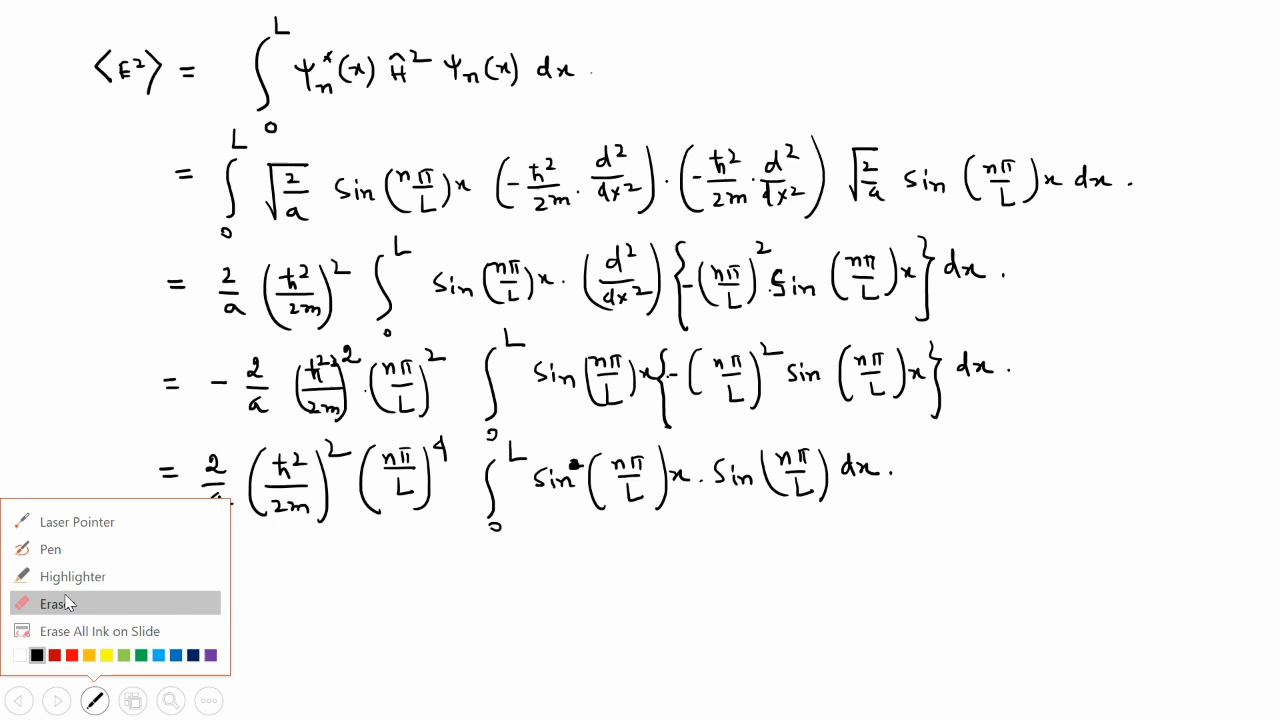 ⟨E²⟩ = ∫₀ᴸ ψₙ*(x) Ĥ² ψₙ(x) dx .
= ∫₀ᴸ √(2/a) Sin (nπ/L)x (-ħ²/2m . d²/dx²) . (-ħ²/2m . d²/dx²) √(2/a) sin (nπ/L)x dx .
= 2/a (ħ²/2m)² ∫₀ᴸ sin (nπ/L)x . (d²/dx²) {-(nπ/L)² . Sin (nπ/L)x} dx .
= - 2/a (ħ²/2m)² . (nπ/L)² ∫₀ᴸ Sin (nπ/L)x {-(nπ/L)² sin (nπ/L)x} dx .
= 2/a (ħ²/2m)² (nπ/L)⁴ ∫₀ᴸ Sin (nπ/L)x . Sin (nπ/L) dx .
Laser Pointer
Pen
Highlighter
Erase All Ink on Slide